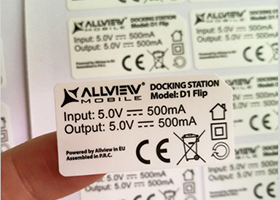 ALLVIEW
MOBILE
DOCKING STATION
Model: D1 Flip
Input: 5.0V 500mA
Output: 5.0V 500mA
Powered by Allview in EU
Assembled in P.R.C.
CE